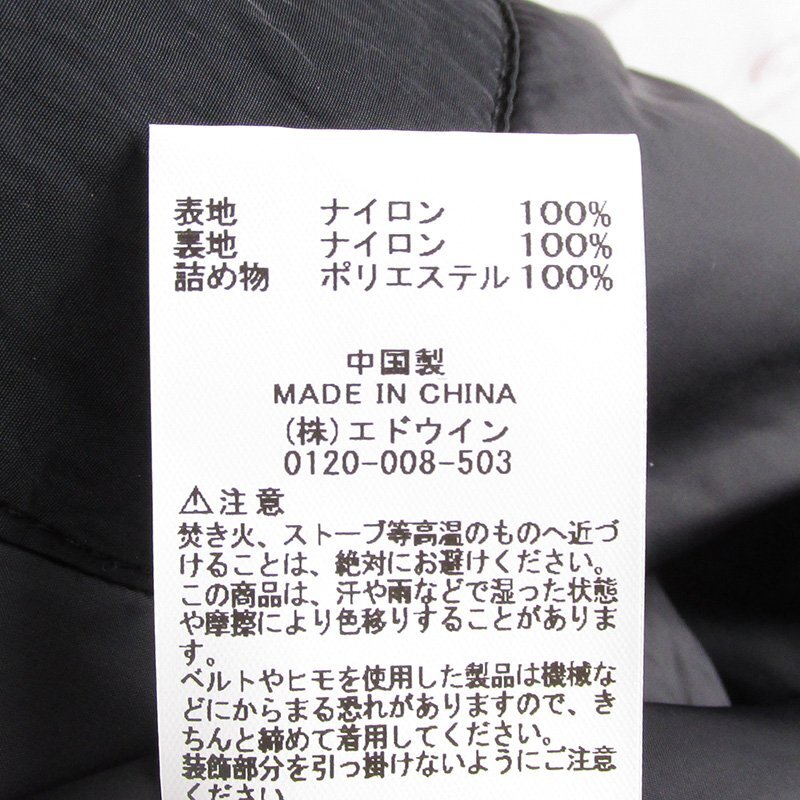 表地 ナイロン 100%
裏地 ナイロン 100%
詰め物 ポリエステル 100%
中国製
MADE IN CHINA
(株)エドウイン
0120-008-503
⚠注意
焚き火、ストーブ等高温のものへ近づ
けることは、絶対にお避けください。
この商品は、汗や雨などで湿った状態
や摩擦により色移りすることがありま
す。
ベルトやヒモを使用した製品は機械な
どにからまる恐れがありますので、き
ちんと締めて着用してください。
装飾部分を引っ掛けないようにご注意
ください